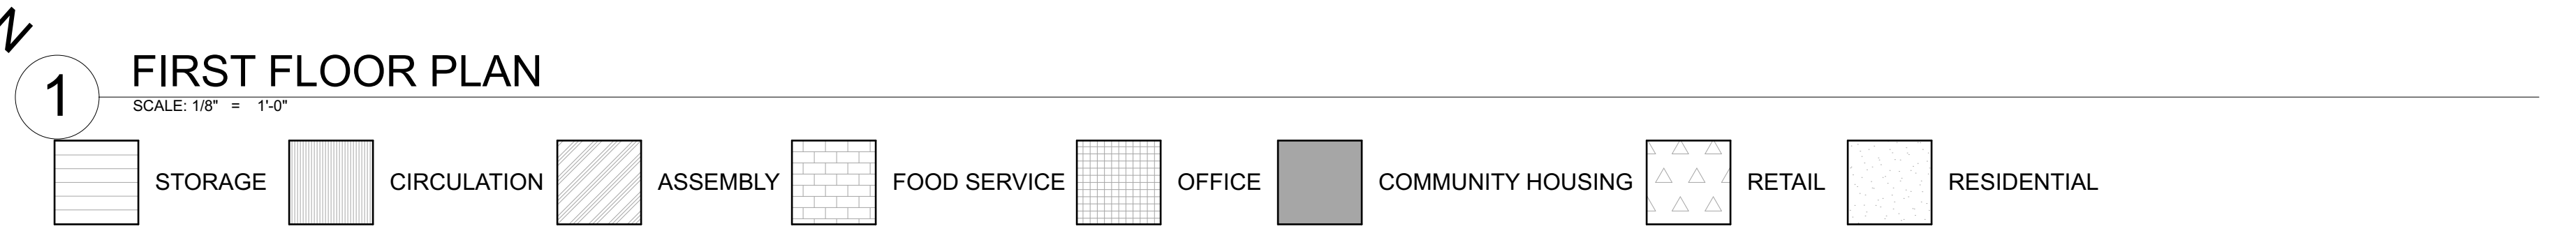 N
1
FIRST FLOOR PLAN
SCALE: 1/8" = 1'-0"
STORAGE CIRCULATION ASSEMBLY FOOD SERVICE OFFICE COMMUNITY HOUSING RETAIL RESIDENTIAL